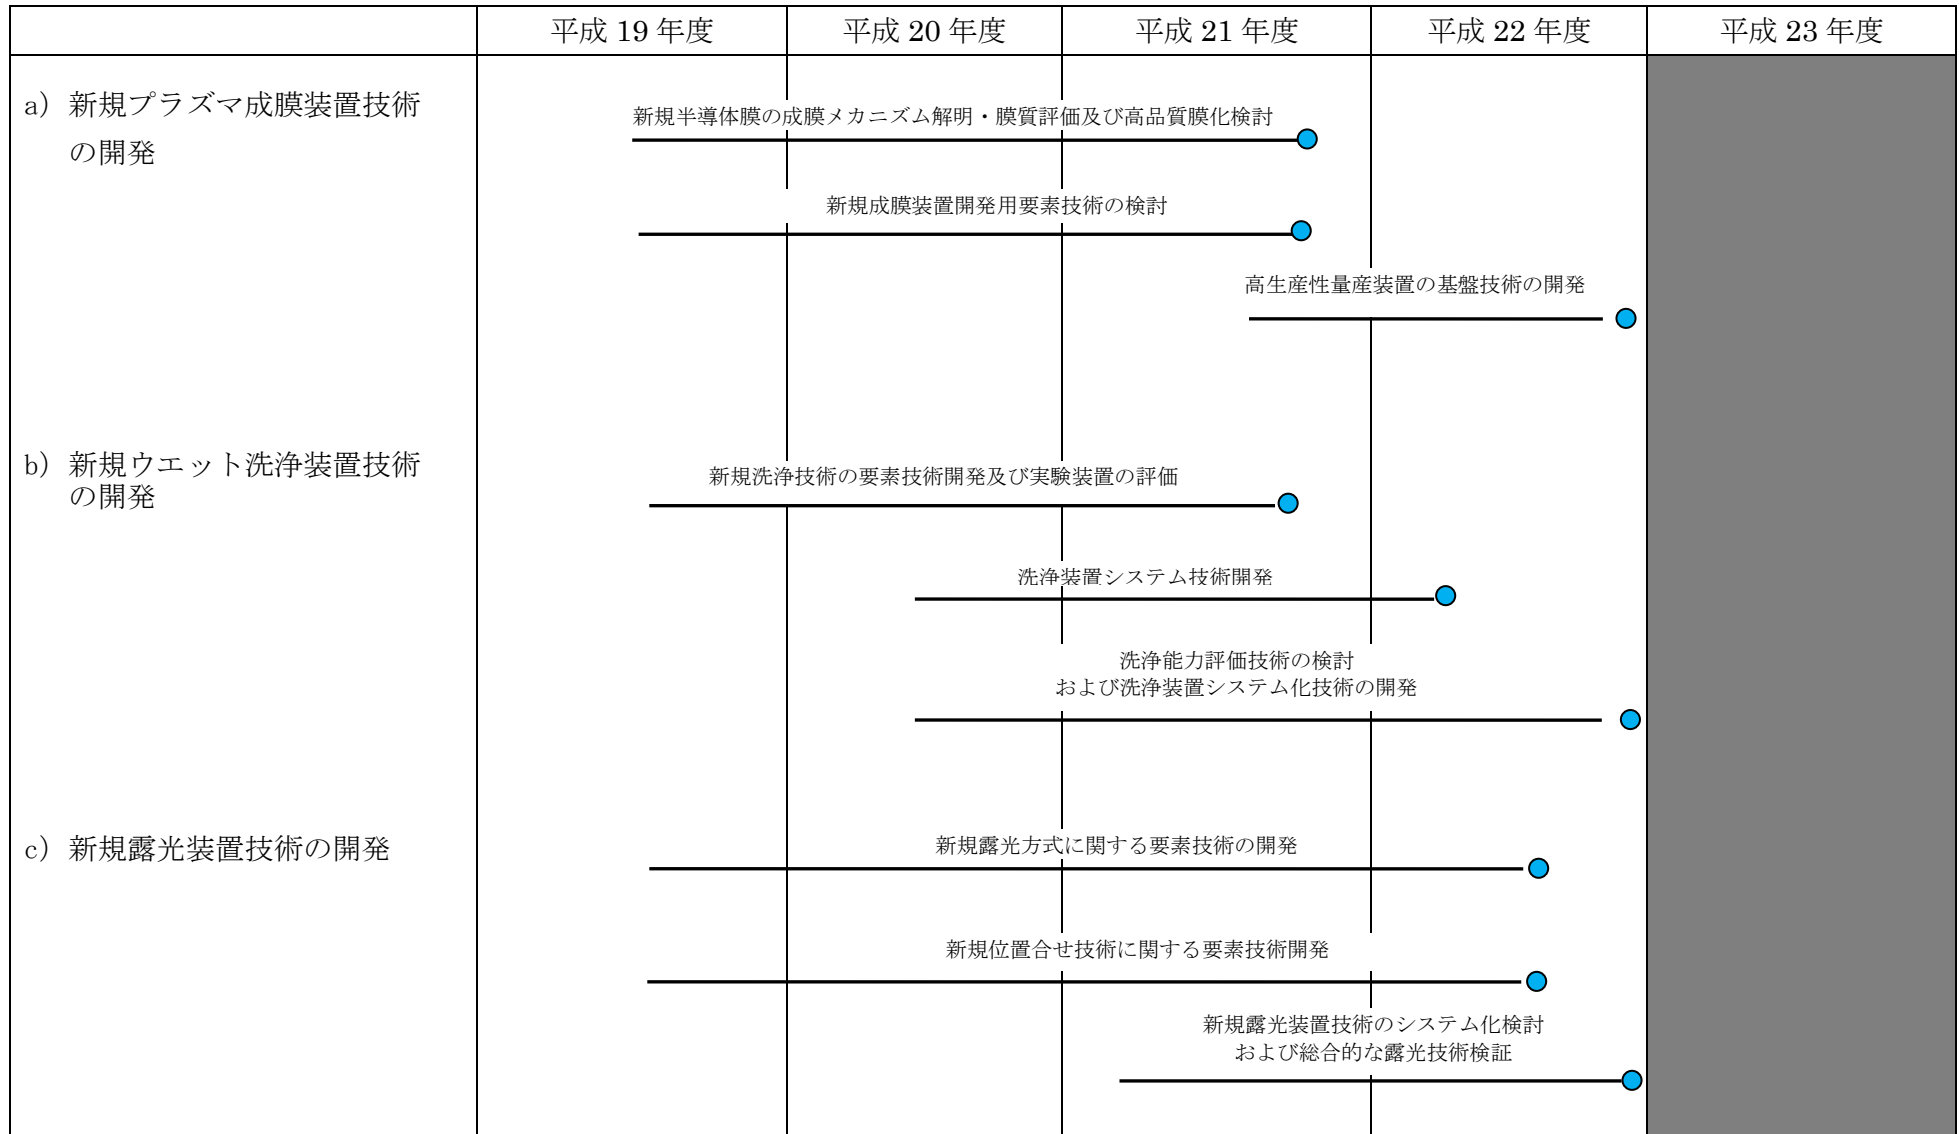 平成 19 年度 平成 20 年度 平成 21 年度 平成 22 年度 平成 23 年度
a) 新規プラズマ成膜装置技術
の開発
新規半導体膜の成膜メカニズム解明・膜質評価及び高品質膜化検討
新規成膜装置開発用要素技術の検討
高生産性量産装置の基盤技術の開発
b) 新規ウエット洗浄装置技術
の開発
新規洗浄技術の要素技術開発及び実験装置の評価
洗浄装置システム技術開発
洗浄能力評価技術の検討
および洗浄装置システム化技術の開発
c) 新規露光装置技術の開発
新規露光方式に関する要素技術の開発
新規位置合せ技術に関する要素技術開発
新規露光装置技術のシステム化検討
および総合的な露光技術検証